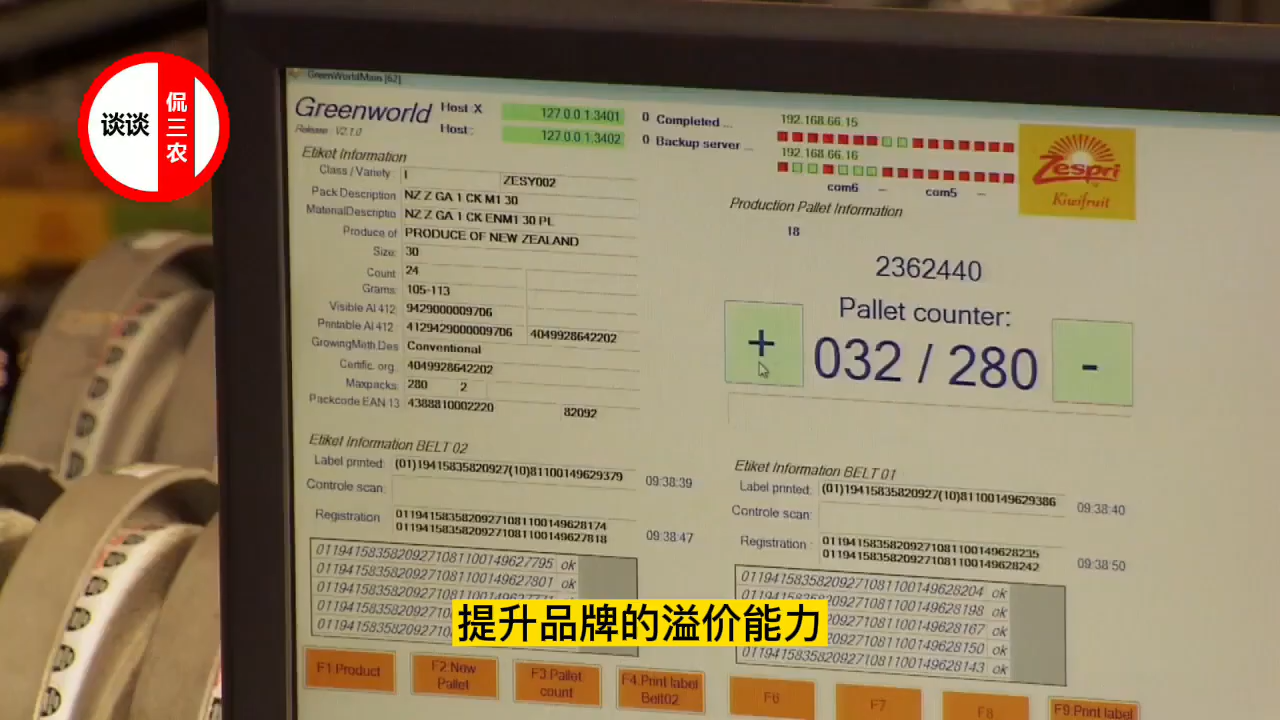 谈谈
侃三农
GreenWorldMain [62]
Greenworld
Release : V2.1.0
Host :X
127.0.0.1.3401
0 Completed ...
Host :
127.0.0.1.3402
0 Backup server ...
192.168.66.15
192.168.66.16
com6 -- com5 --
Zespri
Kiwifruit
Etiket Information
Class / Variety I ZESY002
Pack Description NZ Z GA 1 CK M1 30
MaterialDescriptio NZ Z GA 1 CK ENM1 30 PL
Produce of PRODUCE OF NEW ZEALAND
Size: 30
Count 24
Grams: 105-113
Visible AI 412 9429000009706
Printable AI 412 4129429000009706 4049928642202
GrowingMth.Des Conventional
Certific. org. 4049928642202
Maxpacks: 280 2
Packcode EAN 13 4388810002220 82092
Production Pallet Information
18
2362440
Pallet counter:
+ 032 / 280 -
Etiket Information BELT 02
Label printed: (01)19415835820927(10)81100149629379 09:38:39
Controle scan:
Registration 01194158358209271081100149628174
01194158358209271081100149627818 09:38:47
01194158358209271081100149627795 ok
01194158358209271081100149627801 ok
Etiket Information BELT 01
Label printed: (01)19415835820927(10)81100149629386 09:38:40
Controle scan:
Registration : 01194158358209271081100149628235
01194158358209271081100149628242 09:38:50
01194158358209271081100149628204 ok
01194158358209271081100149628198 ok
01194158358209271081100149628167 ok
01194158358209271081100149628150 ok
01194158358209271081100149628143 ok
提升品牌的溢价能力
F1:Product
F2:New Pallet
F3:Pallet count
F4:Print label Belt02
F6
F7
F8
F9:Print label